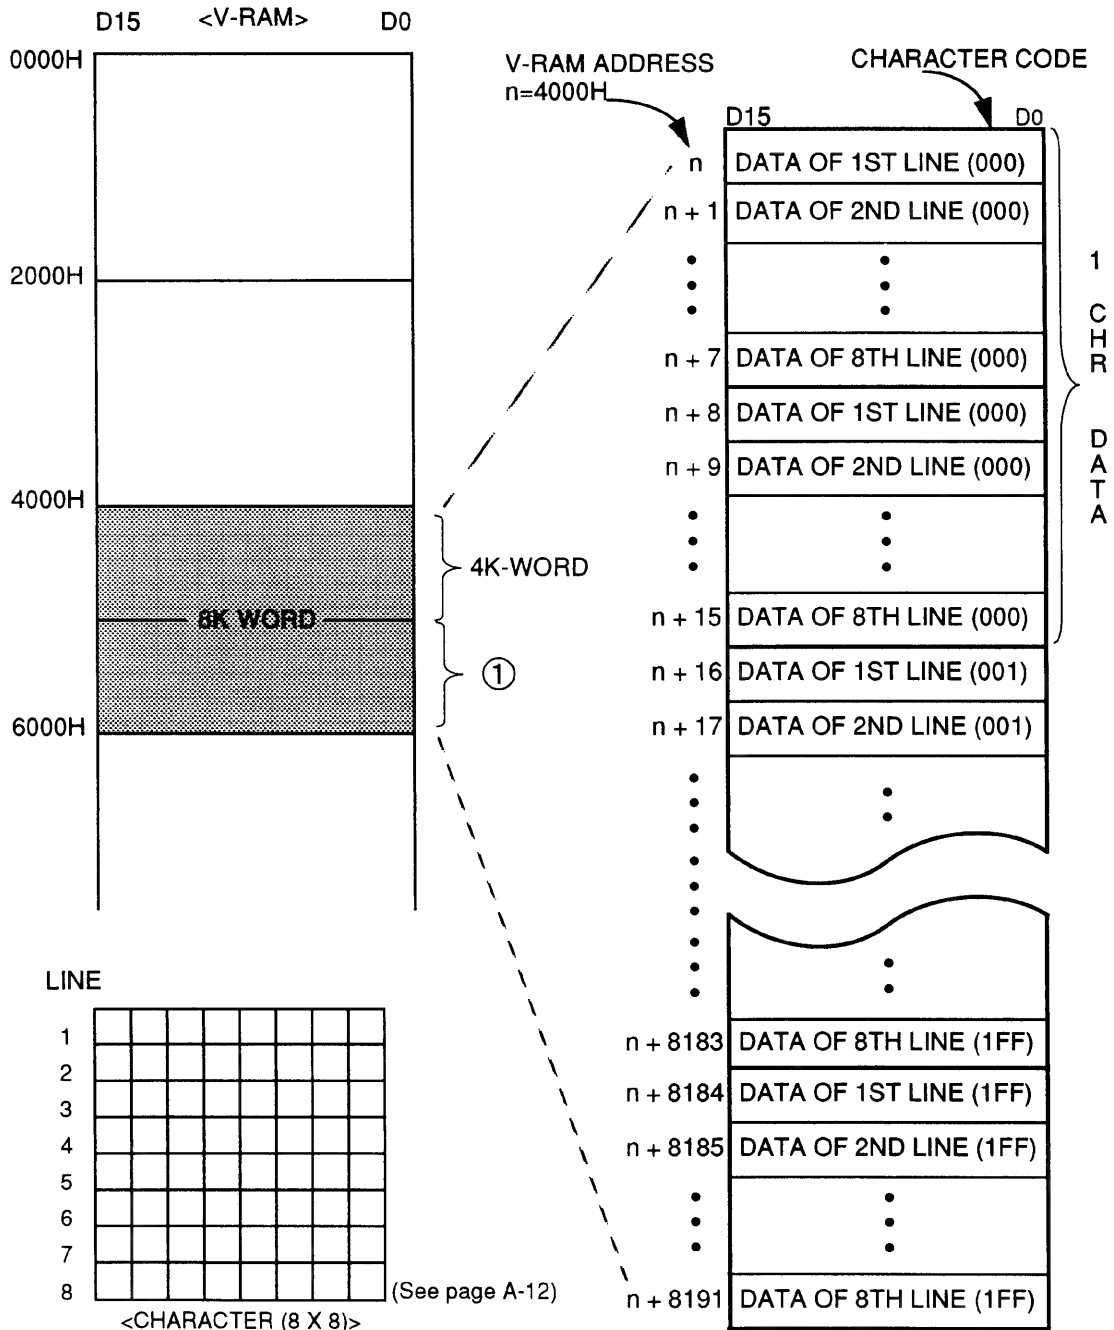 D15 <V-RAM> D0
0000H
2000H
4000H
8K WORD
4K-WORD
①
6000H
V-RAM ADDRESS
n=4000H
CHARACTER CODE
D15 D0
n DATA OF 1ST LINE (000)
n + 1 DATA OF 2ND LINE (000)
n + 7 DATA OF 8TH LINE (000)
n + 8 DATA OF 1ST LINE (000)
n + 9 DATA OF 2ND LINE (000)
n + 15 DATA OF 8TH LINE (000)
n + 16 DATA OF 1ST LINE (001)
n + 17 DATA OF 2ND LINE (001)
n + 8183 DATA OF 8TH LINE (1FF)
n + 8184 DATA OF 1ST LINE (1FF)
n + 8185 DATA OF 2ND LINE (1FF)
n + 8191 DATA OF 8TH LINE (1FF)
1 CHR DATA
LINE
1
2
3
4
5
6
7
8
(See page A-12)
<CHARACTER (8 X 8)>